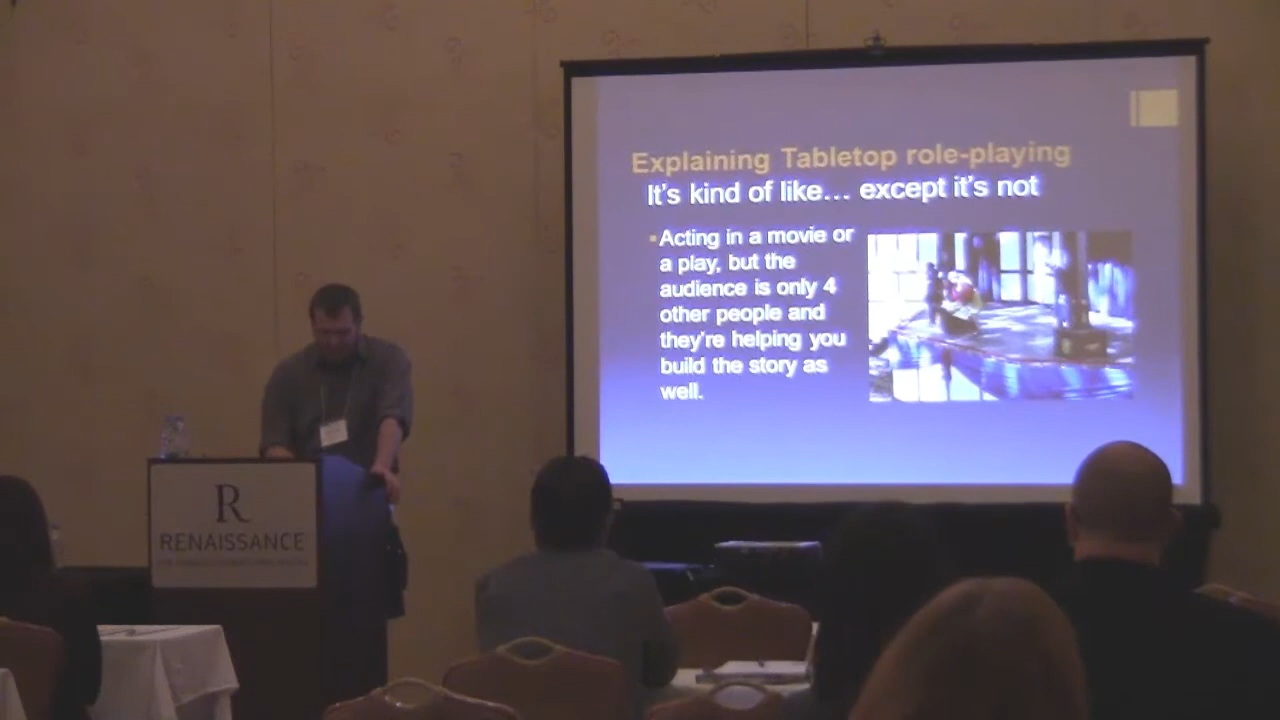 Explaining Tabletop role-playing
It's kind of like... except it's not
▪Acting in a movie or
a play, but the
audience is only 4
other people and
they're helping you
build the story as
well.
R
RENAISSANCE